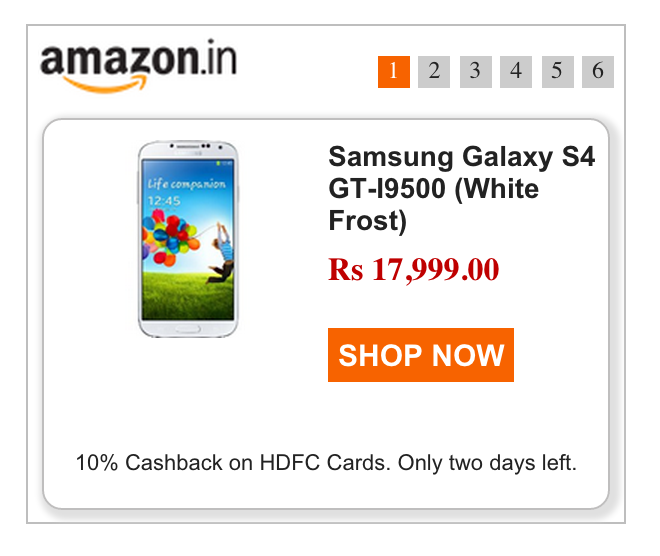 amazon.in
1 2 3 4 5 6
Life companion
12:45
Samsung Galaxy S4
GT-I9500 (White
Frost)
Rs 17,999.00
SHOP NOW
10% Cashback on HDFC Cards. Only two days left.